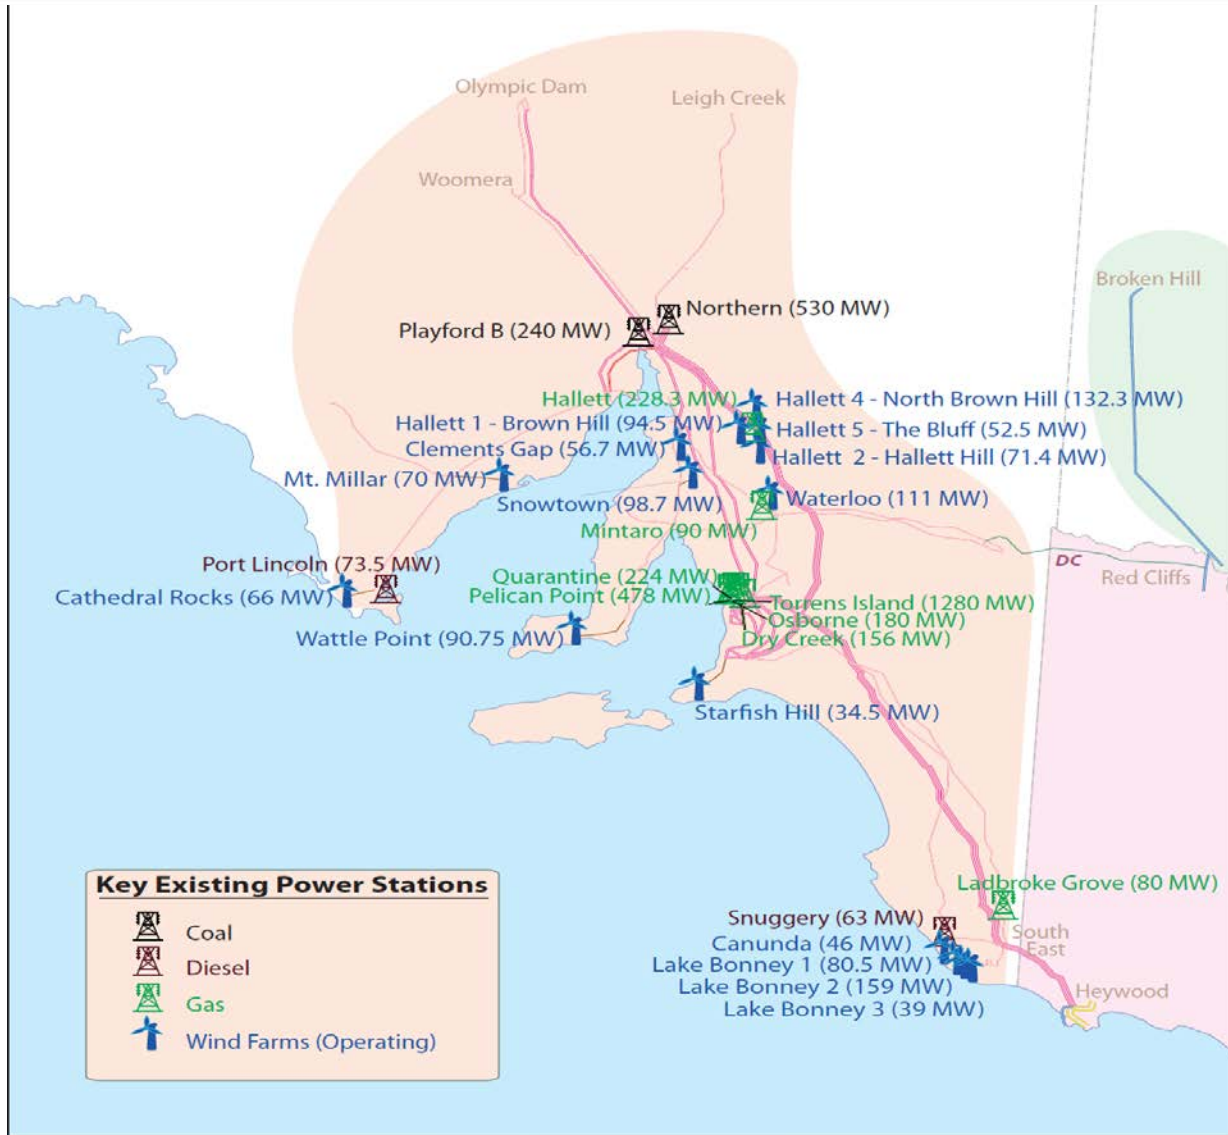 Olympic Dam
Leigh Creek
Woomera
Broken Hill
Northern (530 MW)
Playford B (240 MW)
Hallett (228.3 MW)
Hallett 4 - North Brown Hill (132.3 MW)
Hallett 1 - Brown Hill (94.5 MW)
Hallett 5 - The Bluff (52.5 MW)
Clements Gap (56.7 MW)
Hallett 2 - Hallett Hill (71.4 MW)
Mt. Millar (70 MW)
Snowtown (98.7 MW)
Waterloo (111 MW)
Mintaro (90 MW)
DC
Red Cliffs
Port Lincoln (73.5 MW)
Quarantine (224 MW)
Cathedral Rocks (66 MW)
Pelican Point (478 MW)
Torrens Island (1280 MW)
Osborne (180 MW)
Wattle Point (90.75 MW)
Dry Creek (156 MW)
Starfish Hill (34.5 MW)
Ladbroke Grove (80 MW)
Snuggery (63 MW)
South
East
Canunda (46 MW)
Lake Bonney 1 (80.5 MW)
Lake Bonney 2 (159 MW)
Lake Bonney 3 (39 MW)
Heywood
Key Existing Power Stations
Coal
Diesel
Gas
Wind Farms (Operating)